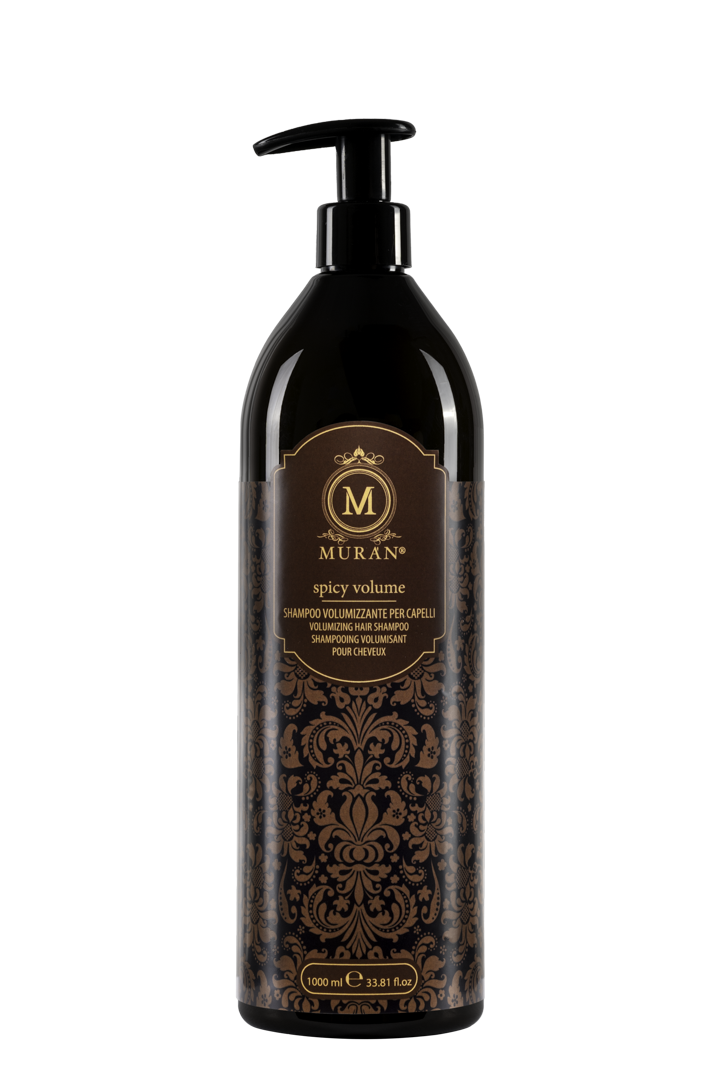 M
MURÁN®
spicy volume
SHAMPOO VOLUMIZZANTE PER CAPELLI
VOLUMIZING HAIR SHAMPOO
SHAMPOOING VOLUMISANT
POUR CHEVEUX
1000 ml ℮ 33.81 fl.oz